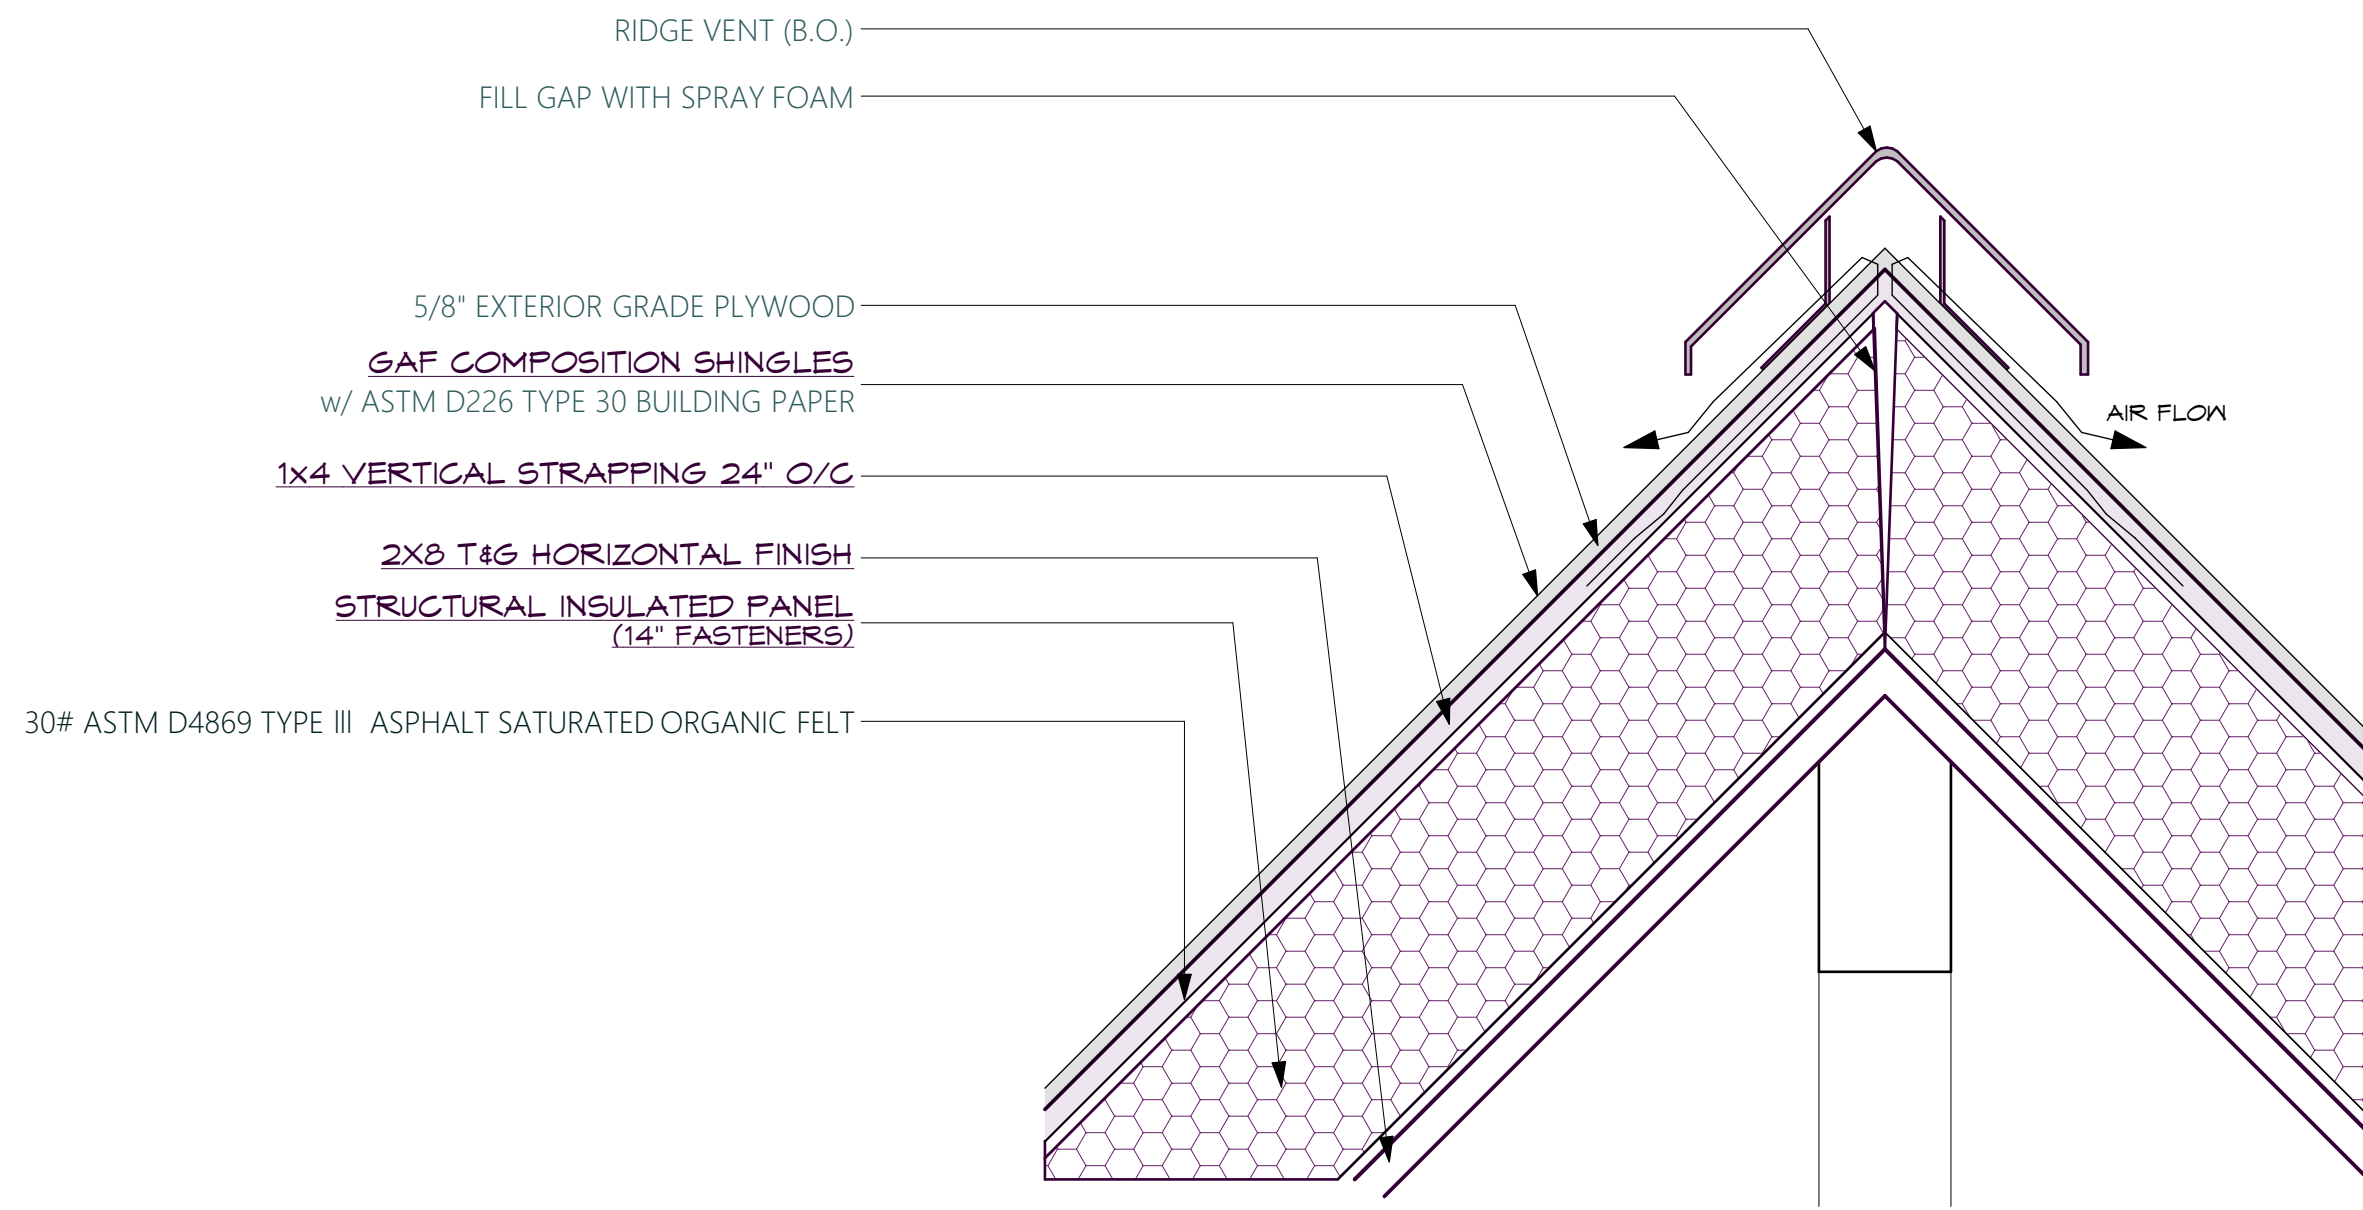 RIDGE VENT (B.O.)
FILL GAP WITH SPRAY FOAM
5/8" EXTERIOR GRADE PLYWOOD
GAF COMPOSITION SHINGLES
w/ ASTM D226 TYPE 30 BUILDING PAPER
AIR FLOW
1x4 VERTICAL STRAPPING 24" O/C
2X8 T&G HORIZONTAL FINISH
STRUCTURAL INSULATED PANEL
(14" FASTENERS)
30# ASTM D4869 TYPE III ASPHALT SATURATED ORGANIC FELT